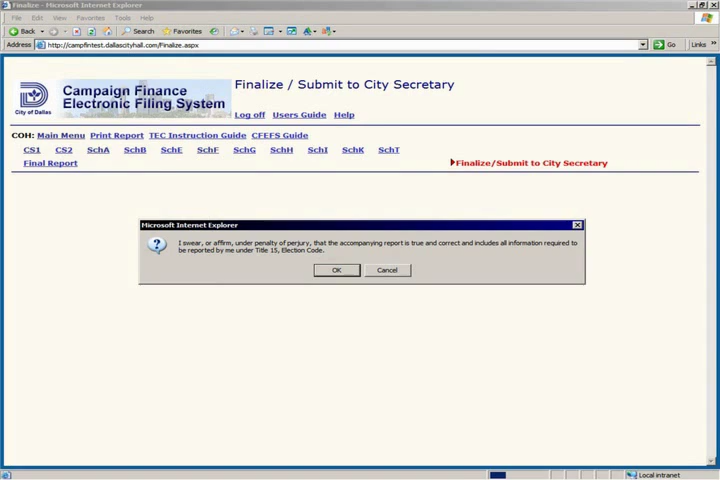 Finalize - Microsoft Internet Explorer
File Edit View Favorites Tools Help
Back Search Favorites
Address http://campfintest.dallascityhall.com/Finalize.aspx Go Links »
City of Dallas
Campaign Finance
Electronic Filing System
Finalize / Submit to City Secretary
Log off Users Guide Help
COH: Main Menu Print Report TEC Instruction Guide CFEFS Guide
CS1 CS2 SchA SchB SchE SchF SchG SchH SchI SchK SchT
Final Report Finalize/Submit to City Secretary
Microsoft Internet Explorer
I swear, or affirm, under penalty of perjury, that the accompanying report is true and correct and includes all information required to
be reported by me under Title 15, Election Code.
OK Cancel
Local intranet